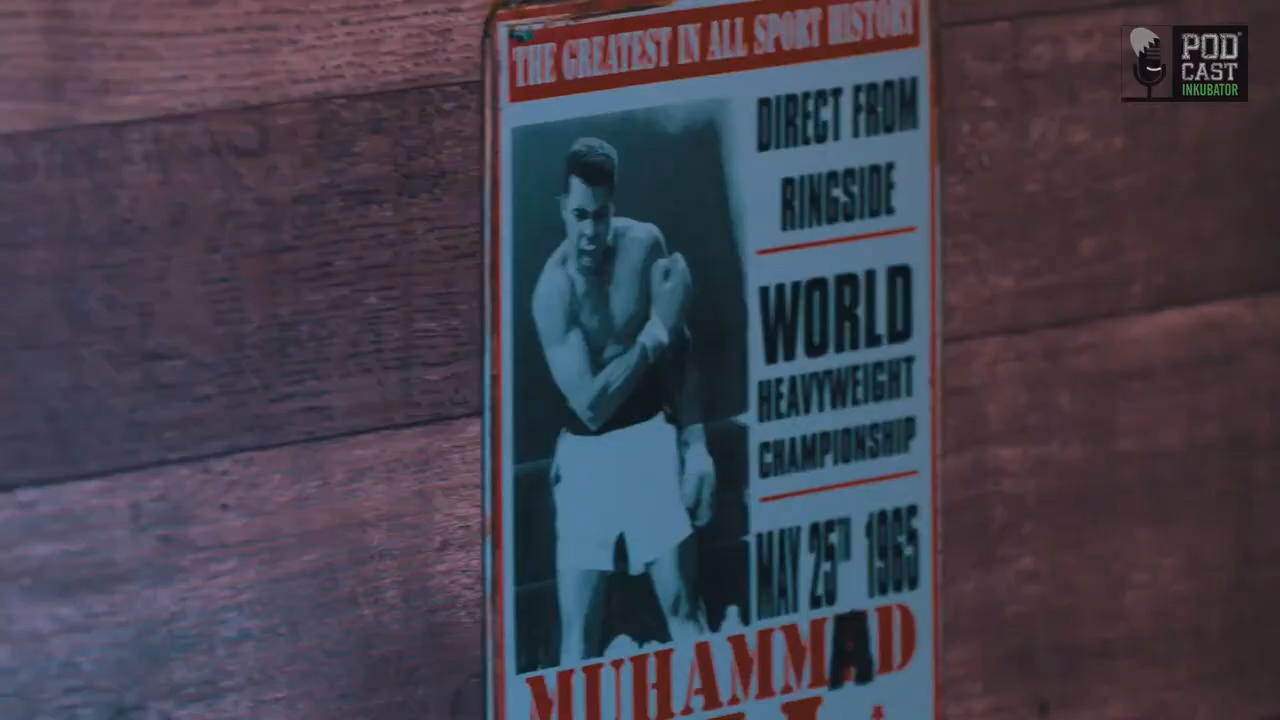 THE GREATEST IN ALL SPORT HISTORY
DIRECT FROM
RINGSIDE
WORLD
HEAVYWEIGHT
CHAMPIONSHIP
MAY 25TH 1965
MUHAMMAD
POD
CAST
INKUBATOR